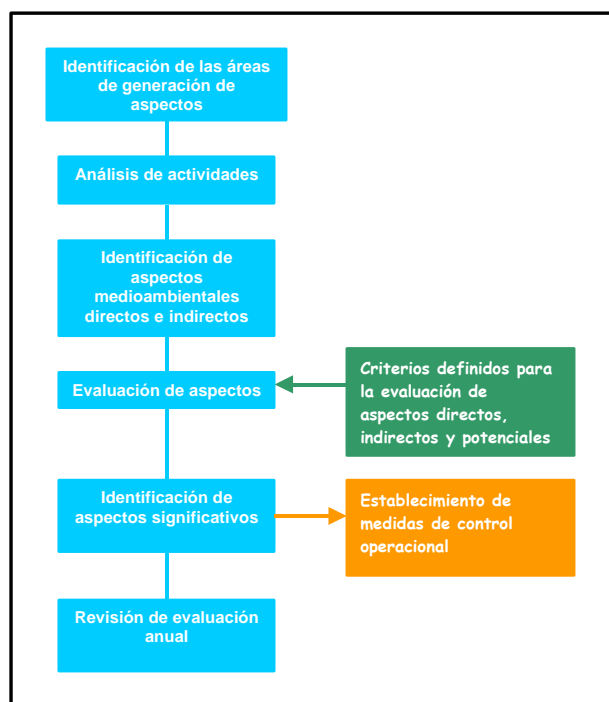 Identificación de las áreas
de generación de
aspectos
Análisis de actividades
Identificación de
aspectos
medioambientales
directos e indirectos
Evaluación de aspectos
Criterios definidos para
la evaluación de
aspectos directos,
indirectos y potenciales
Identificación de
aspectos significativos
Establecimiento de
medidas de control
operacional
Revisión de evaluación
anual